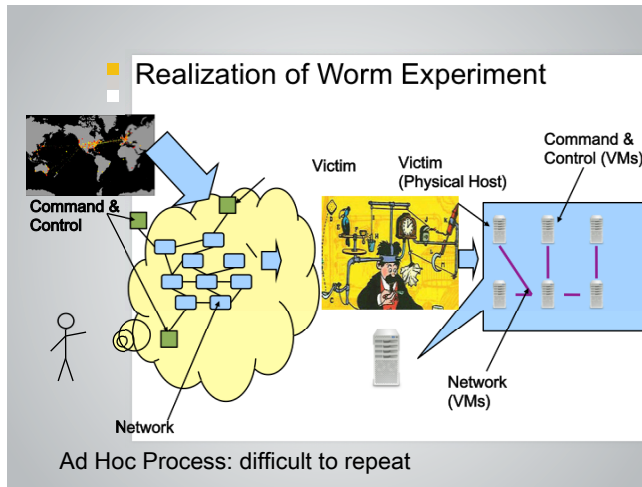 Realization of Worm Experiment
Command &
Control
Victim
Victim
(Physical Host)
Command &
Control (VMs)
Network
Network
(VMs)
Ad Hoc Process: difficult to repeat